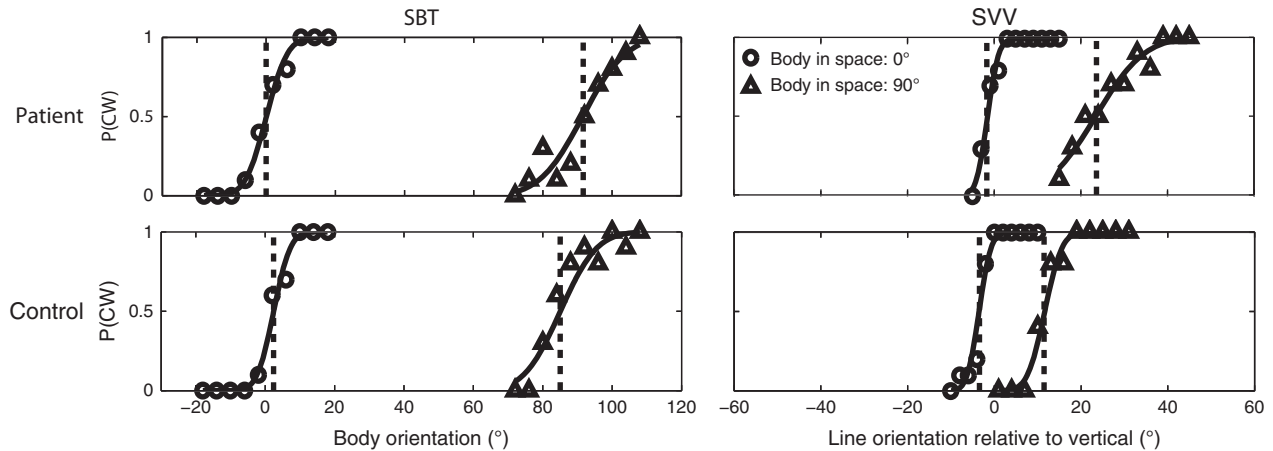 SBT
SVV
Patient
P(CW)
1
0.5
0
Body in space: 0°
Body in space: 90°
Control
P(CW)
1
0.5
0
−20 0 20 40 60 80 100 120
Body orientation (°)
−60 −40 −20 0 20 40 60
Line orientation relative to vertical (°)